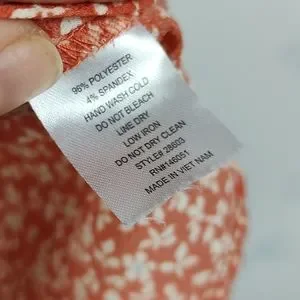 96% POLYESTER
4% SPANDEX
HAND WASH COLD
DO NOT BLEACH
LINE DRY
LOW IRON
DO NOT DRY CLEAN
STYLE# 28603
RN#146051
MADE IN VIET NAM